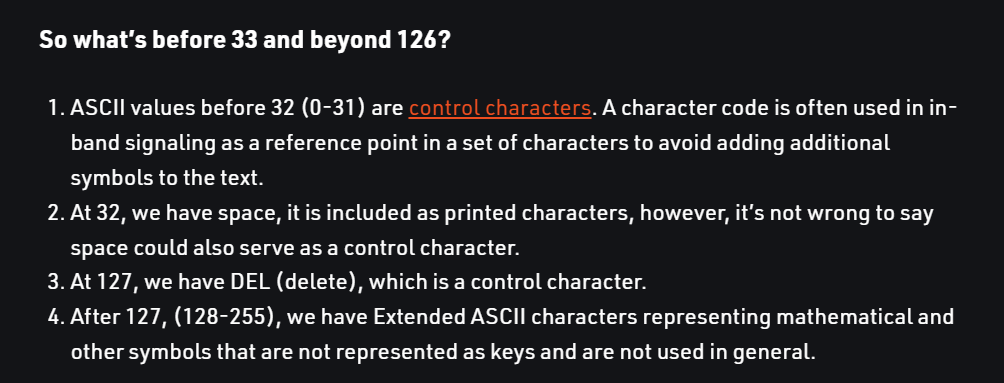 So what's before 33 and beyond 126?
1. ASCII values before 32 (0-31) are control characters. A character code is often used in in-
band signaling as a reference point in a set of characters to avoid adding additional
symbols to the text.
2. At 32, we have space, it is included as printed characters, however, it's not wrong to say
space could also serve as a control character.
3. At 127, we have DEL (delete), which is a control character.
4. After 127, (128-255), we have Extended ASCII characters representing mathematical and
other symbols that are not represented as keys and are not used in general.